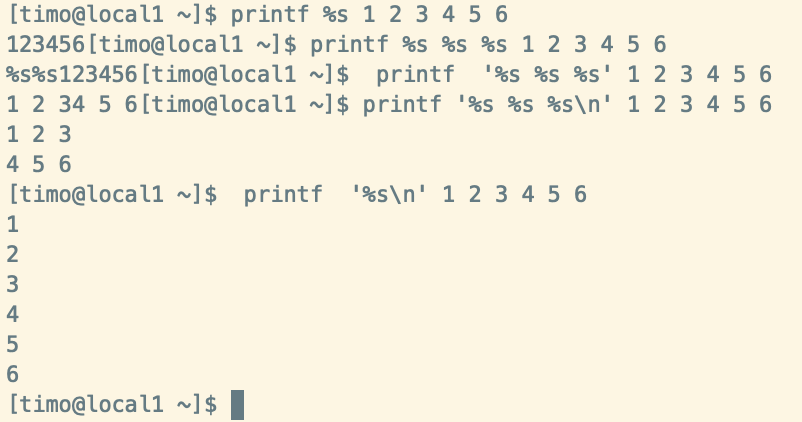 [timo@local1 ~]$ printf %s 1 2 3 4 5 6
123456[timo@local1 ~]$ printf %s %s %s 1 2 3 4 5 6
%s%s123456[timo@local1 ~]$  printf  '%s %s %s' 1 2 3 4 5 6
1 2 34 5 6[timo@local1 ~]$ printf '%s %s %s\n' 1 2 3 4 5 6
1 2 3
4 5 6
[timo@local1 ~]$  printf  '%s\n' 1 2 3 4 5 6
1
2
3
4
5
6
[timo@local1 ~]$